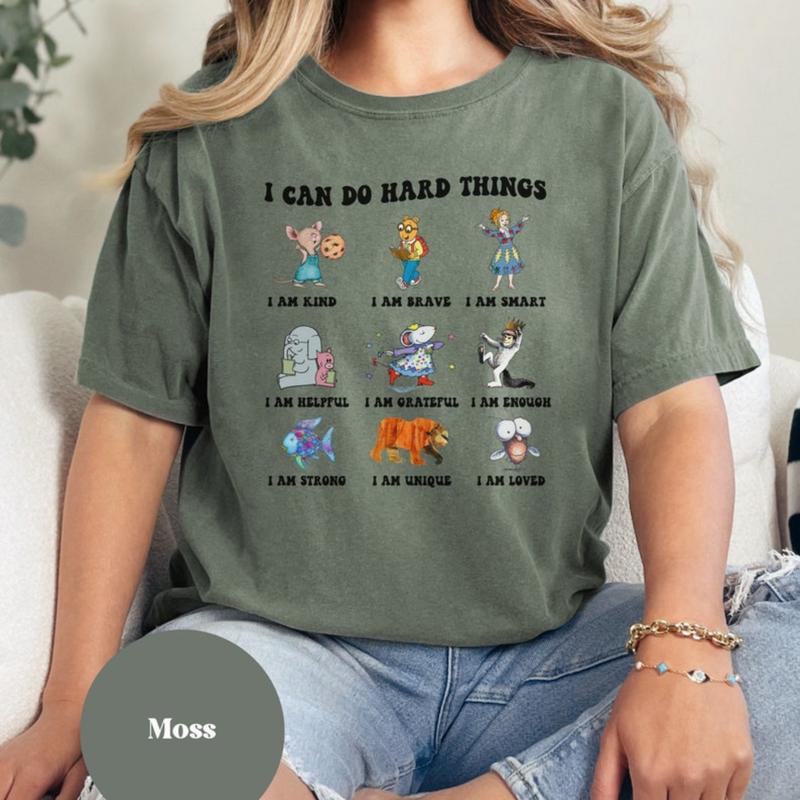 I CAN DO HARD THINGS
I AM KIND I AM BRAVE I AM SMART
I AM HELPFUL I AM GRATEFUL I AM ENOUGH
I AM STRONG I AM UNIQUE I AM LOVED
Moss